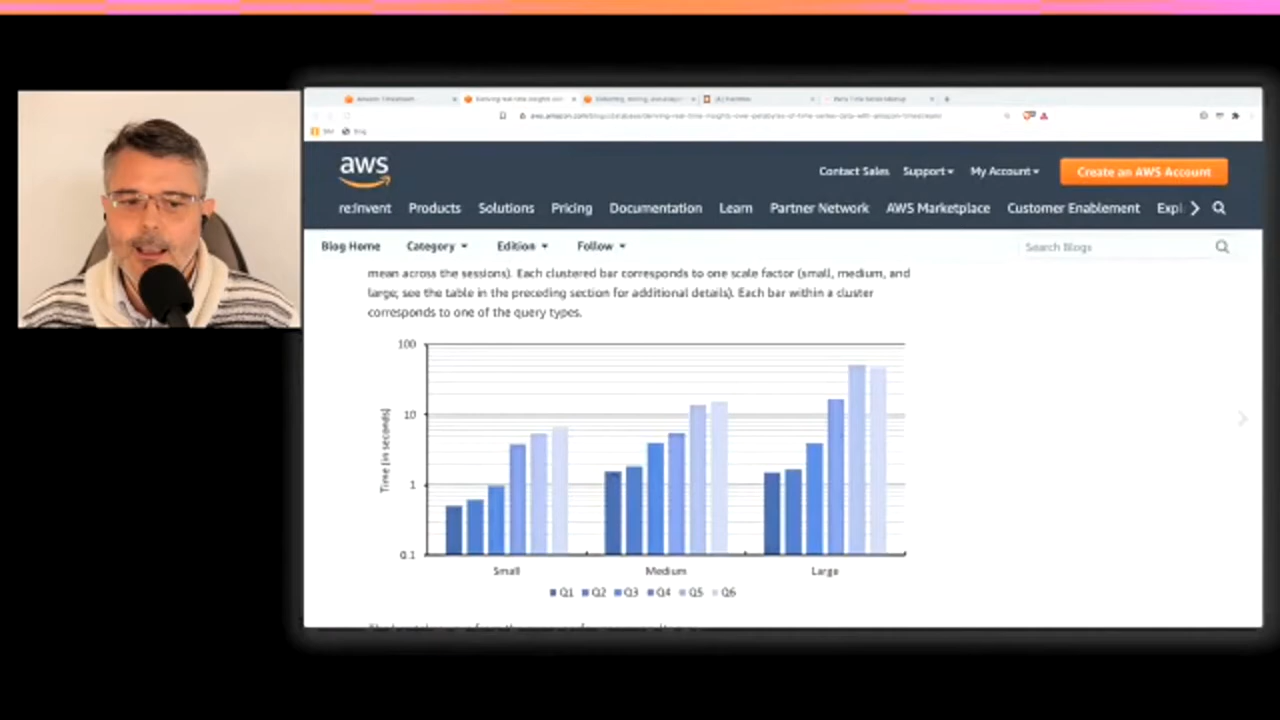 aws
Contact Sales Support My Account Create an AWS Account
re:Invent Products Solutions Pricing Documentation Learn Partner Network AWS Marketplace Customer Enablement Expl
Blog Home Category Edition Follow Search Blogs
mean across the sessions). Each clustered bar corresponds to one scale factor (small, medium, and
large; see the table in the preceding section for additional details). Each bar within a cluster
corresponds to one of the query types.
100
10
1
0.1
Time (in seconds)
Small Medium Large
Q1 Q2 Q3 Q4 Q5 Q6